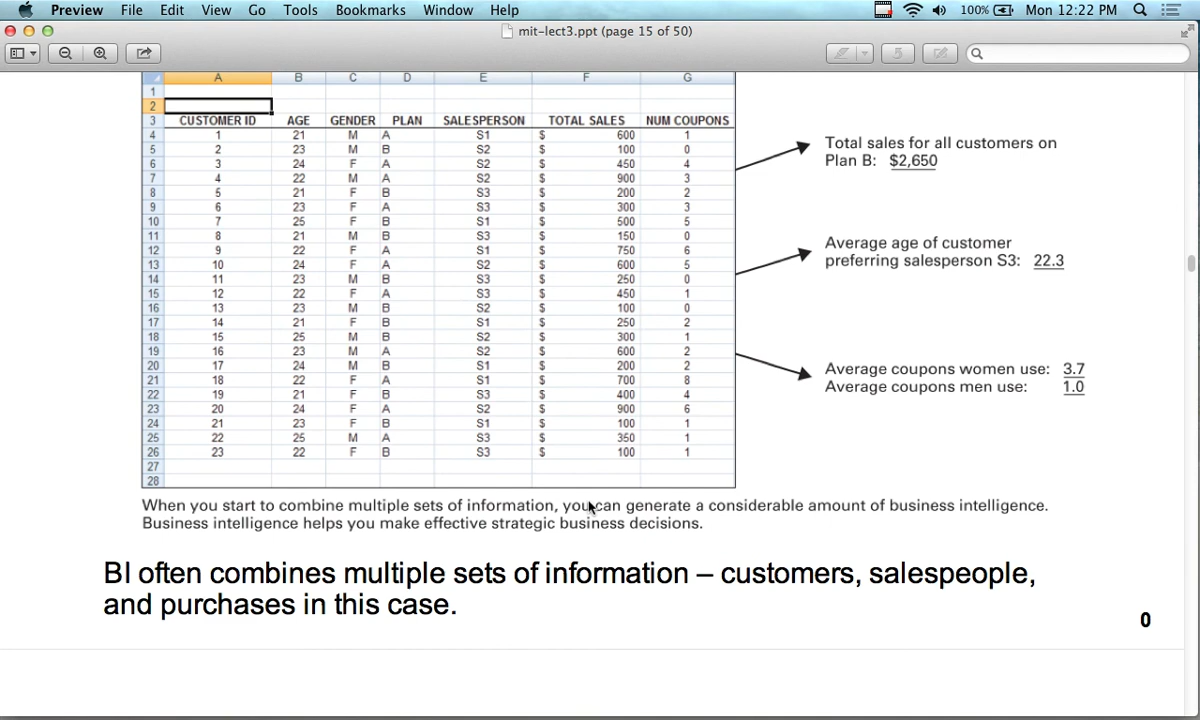 Preview File Edit View Go Tools Bookmarks Window Help 100% Mon 12:22 PM
mit-lect3.ppt (page 15 of 50)
A B C D E F G
1
2
3 CUSTOMER ID AGE GENDER PLAN SALESPERSON TOTAL SALES NUM COUPONS
4 1 21 M A S1 $ 600 1
5 2 23 M B S2 $ 100 0
6 3 24 F A S2 $ 450 4
7 4 22 M A S2 $ 900 3
8 5 21 F B S3 $ 200 2
9 6 23 F A S3 $ 300 3
10 7 25 F B S1 $ 500 5
11 8 21 M B S3 $ 150 0
12 9 22 F A S1 $ 750 6
13 10 24 F A S2 $ 600 5
14 11 23 M B S3 $ 250 0
15 12 22 F A S3 $ 450 1
16 13 23 M B S2 $ 100 0
17 14 21 F B S1 $ 250 2
18 15 25 M B S2 $ 300 1
19 16 23 M A S2 $ 600 2
20 17 24 M B S1 $ 200 2
21 18 22 F A S1 $ 700 8
22 19 21 F B S3 $ 400 4
23 20 24 F A S2 $ 900 6
24 21 23 F B S1 $ 100 1
25 22 25 M A S3 $ 350 1
26 23 22 F B S3 $ 100 1
27
28
Total sales for all customers on
Plan B: $2,650
Average age of customer
preferring salesperson S3: 22.3
Average coupons women use: 3.7
Average coupons men use: 1.0
When you start to combine multiple sets of information, you can generate a considerable amount of business intelligence.
Business intelligence helps you make effective strategic business decisions.
BI often combines multiple sets of information – customers, salespeople,
and purchases in this case.
0